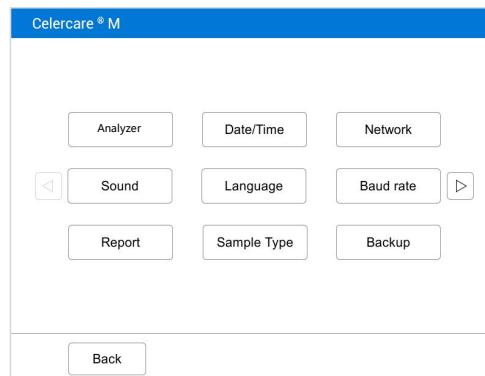 Celercare ® M
Analyzer Date/Time Network
Sound Language Baud rate
Report Sample Type Backup
Back